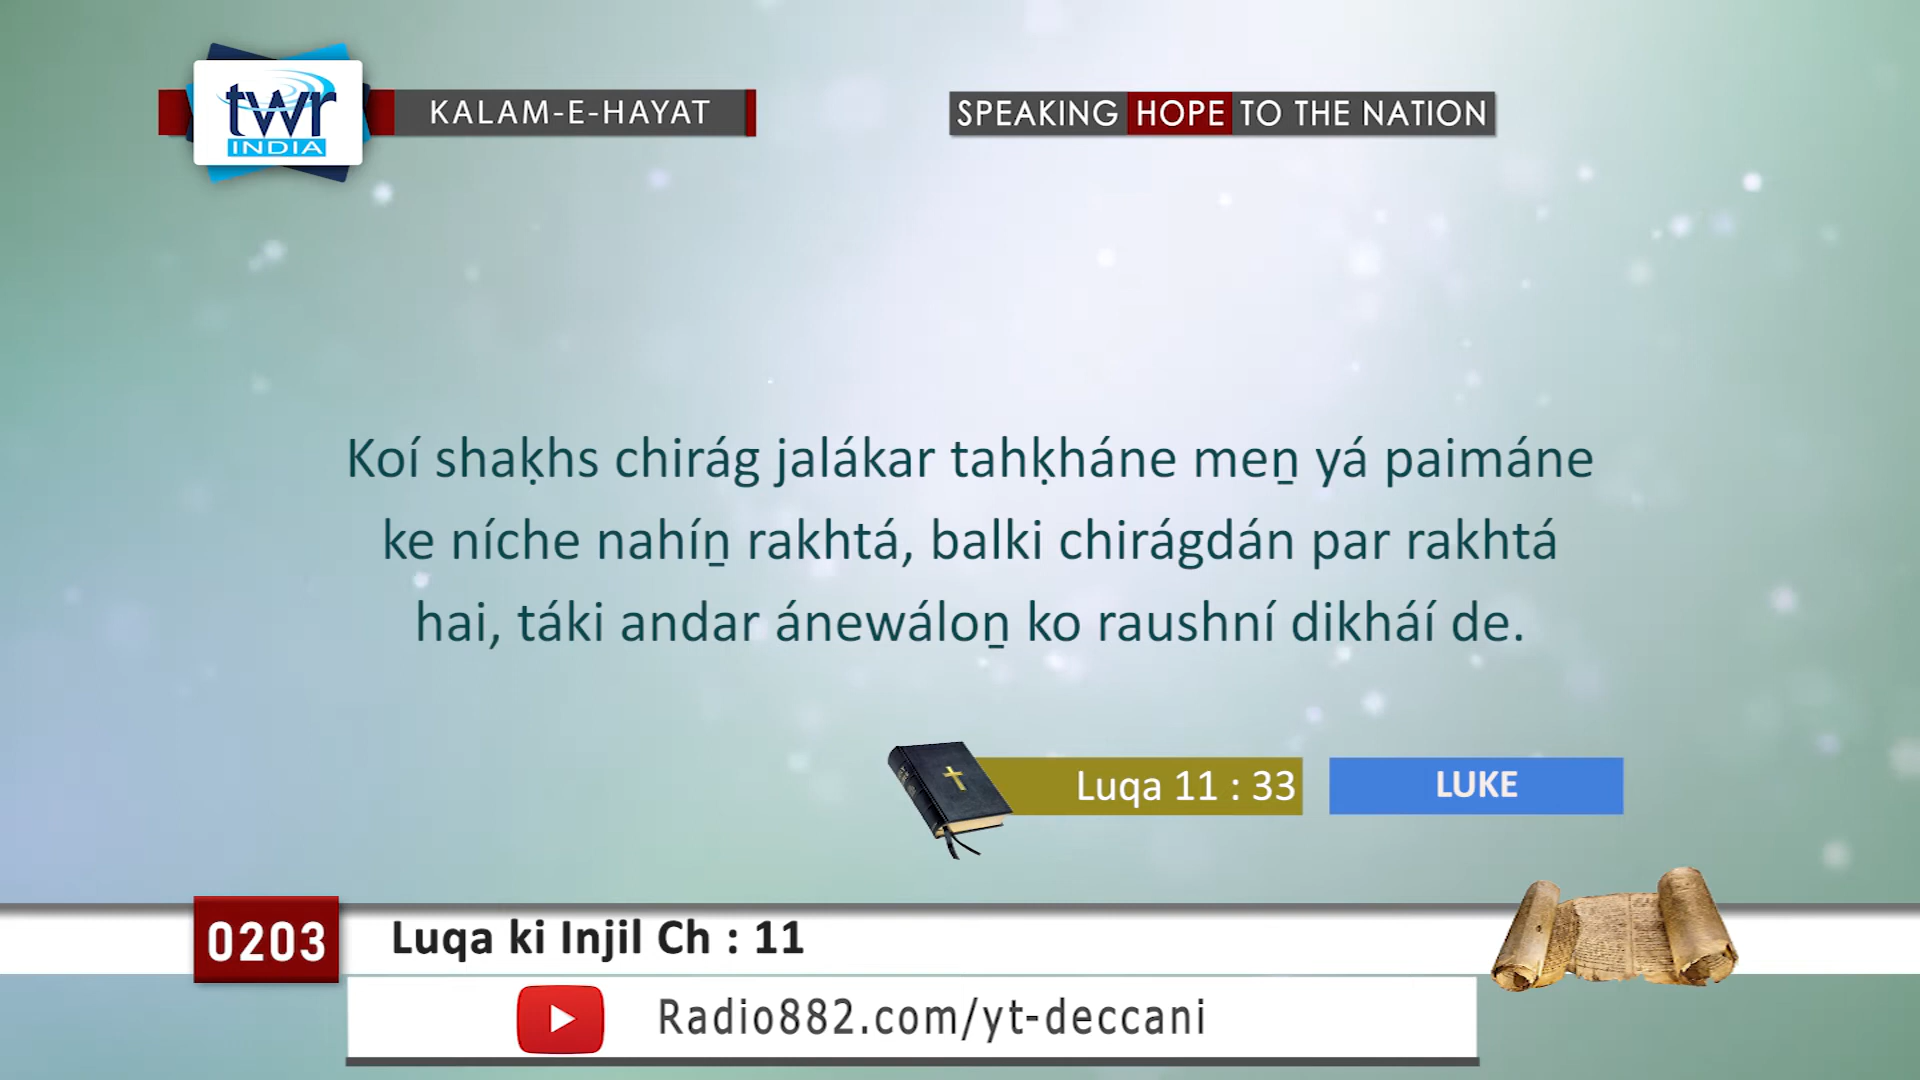 twr
INDIA
KALAM-E-HAYAT
SPEAKING HOPE TO THE NATION
Koí shaḳhs chirág jalákar tahḳháne meṉ yá paimáne
ke níche nahíṉ rakhtá, balki chirágdán par rakhtá
hai, táki andar ánewáloṉ ko raushní dikháí de.
Luqa 11 : 33
LUKE
0203
Luqa ki Injil Ch : 11
Radio882.com/yt-deccani